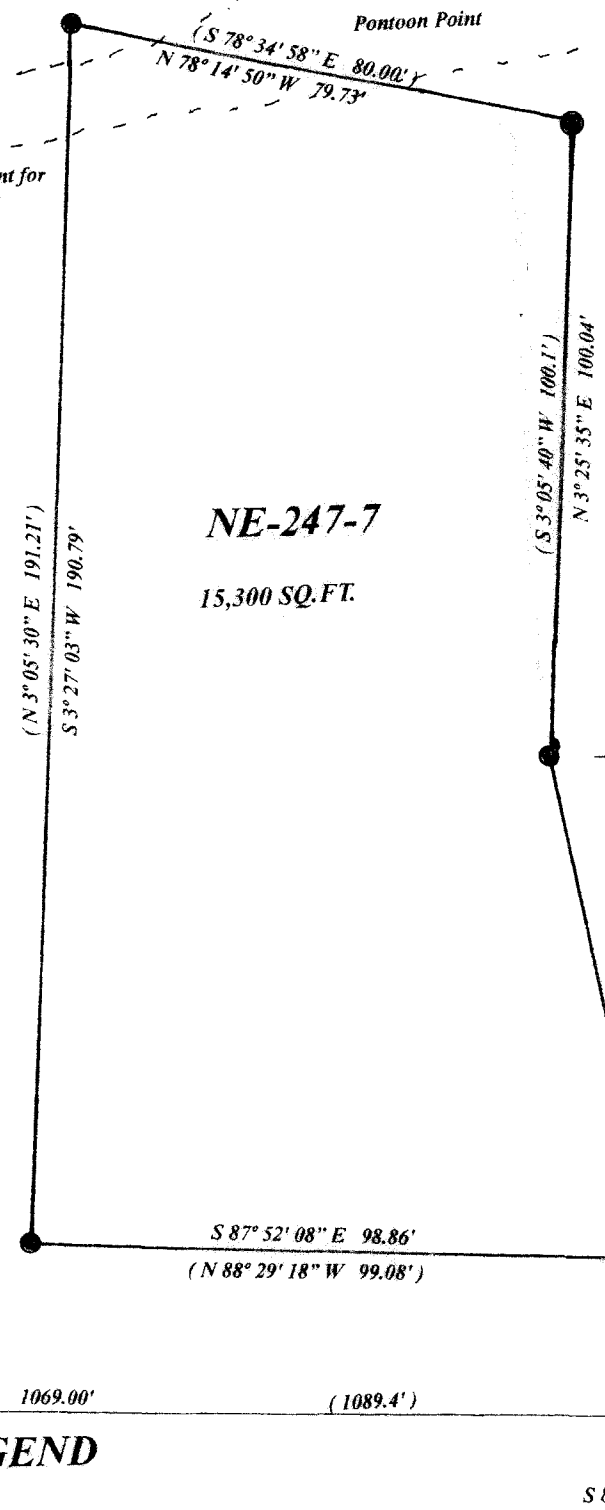 Pontoon Point
( S 78° 34' 58" E 80.00' )
N 78° 14' 50" W 79.73'
nt for
( S 3° 05' 40" W 100.1' )
N 3° 25' 35" E 100.04'
( N 3° 05' 30" E 191.21' )
S 3° 27' 03" W 190.79'
NE-247-7
15,300 SQ.FT.
S 87° 52' 08" E 98.86'
( N 88° 29' 18" W 99.08' )
1069.00' ( 1089.4' )
GEND
S 8